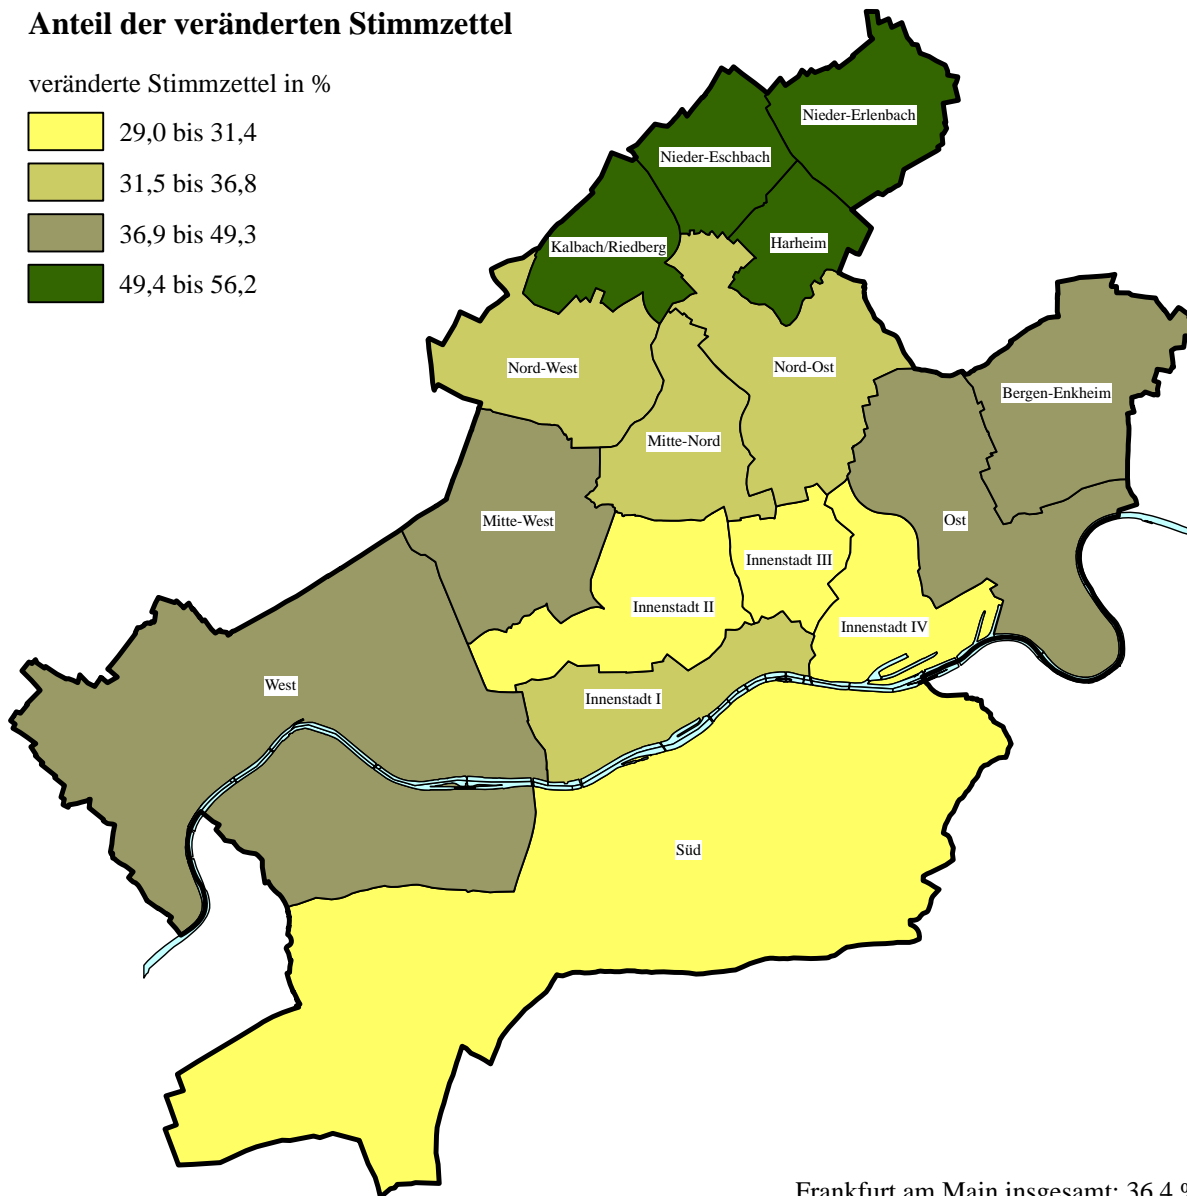 Anteil der veränderten Stimmzettel
veränderte Stimmzettel in %
29,0 bis 31,4
31,5 bis 36,8
36,9 bis 49,3
49,4 bis 56,2
Nieder-Erlenbach
Nieder-Eschbach
Kalbach/Riedberg
Harheim
Nord-West
Nord-Ost
Bergen-Enkheim
Mitte-Nord
Mitte-West
Ost
Innenstadt III
Innenstadt II
Innenstadt IV
West
Innenstadt I
Süd
Frankfurt am Main insgesamt: 36,4 %